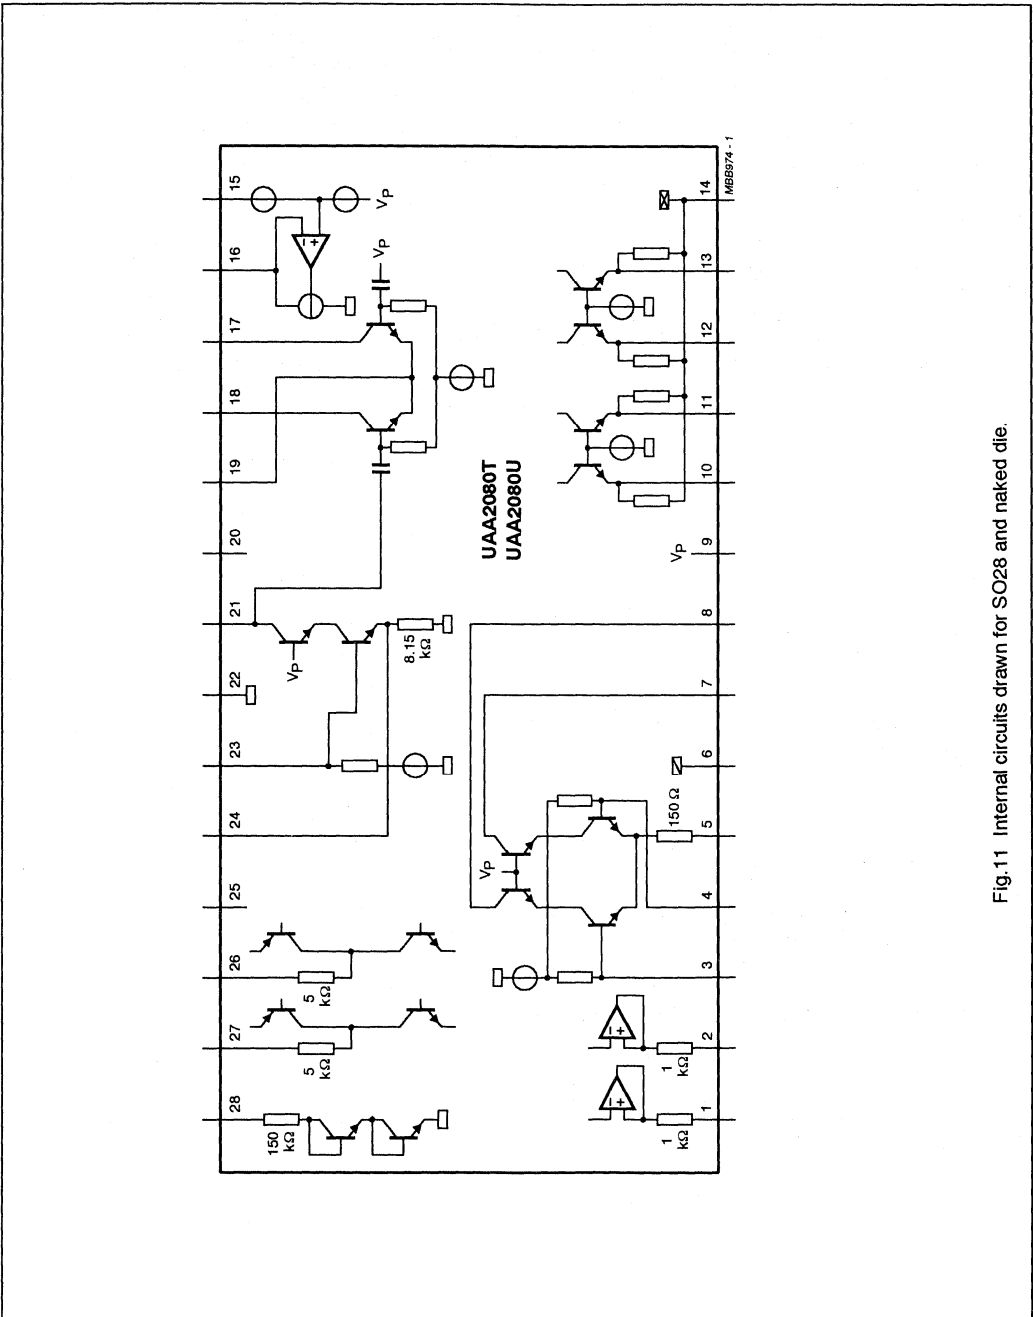 28
27
26
25
24
23
22
21
20
19
18
17
16
15
150
kΩ
5
kΩ
5
kΩ
VP
8.15
kΩ
VP
VP
− +
UAA2080T
UAA2080U
VP
− +
− +
1
kΩ
1
kΩ
150 Ω
VP
1
2
3
4
5
6
7
8
9
10
11
12
13
14
MBB974 - 1
Fig.11 Internal circuits drawn for SO28 and naked die.